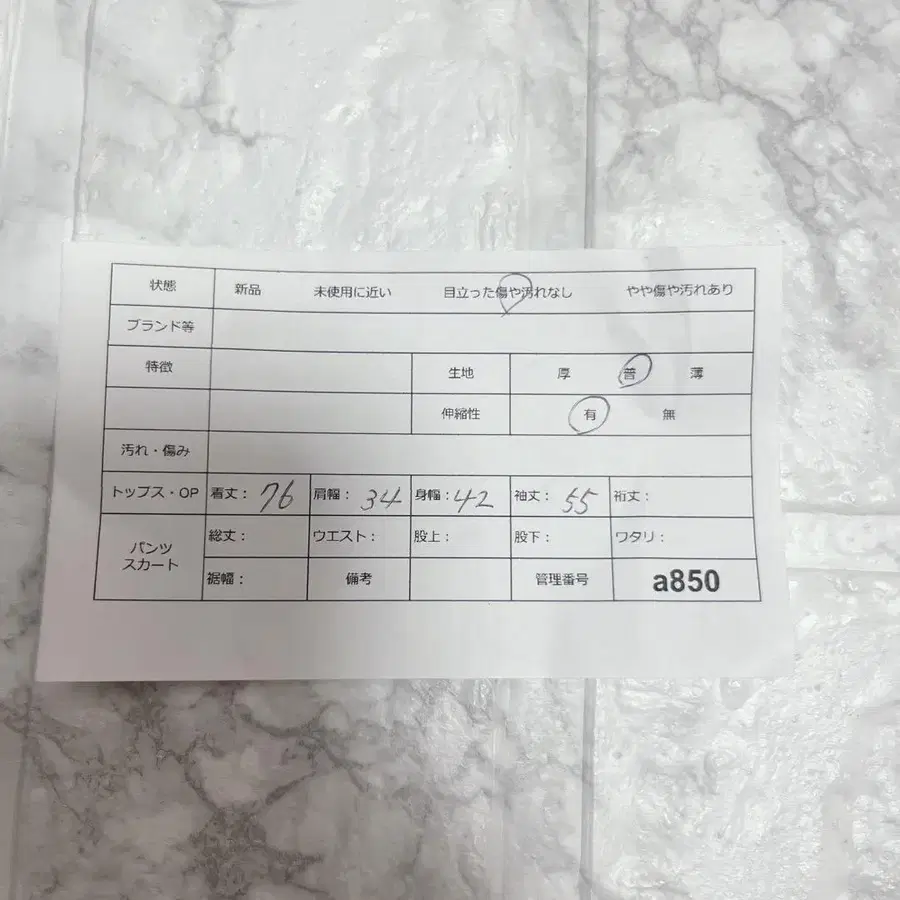 状態 新品 未使用に近い 目立った傷や汚れなし やや傷や汚れあり
ブランド等
特徴 生地 厚 普 薄
伸縮性 有 無
汚れ・傷み
トップス・OP 着丈： 76 肩幅： 34 身幅： 42 袖丈： 55 裄丈：
パンツ 総丈： ウエスト： 股上： 股下： ワタリ：
スカート
裾幅： 備考 管理番号 a850